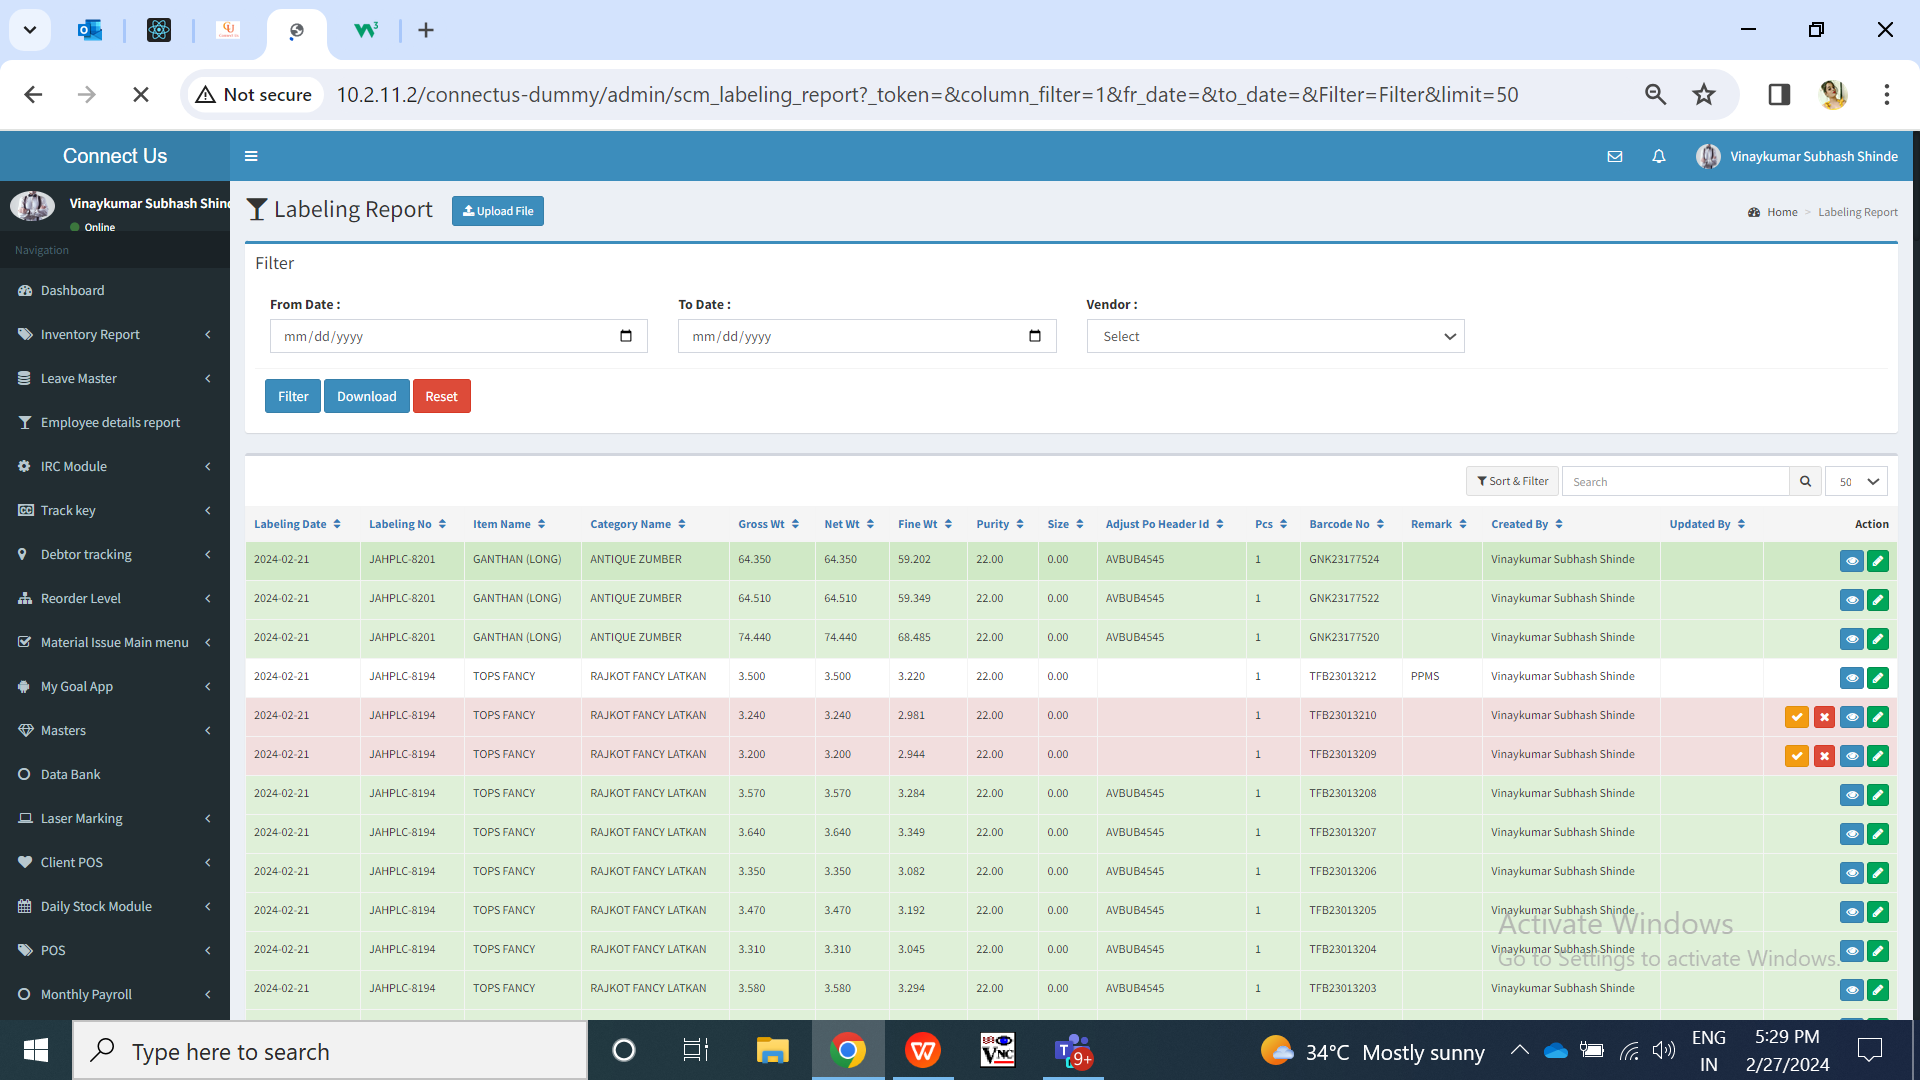 Not secure
10.2.11.2/connectus-dummy/admin/scm_labeling_report?_token=&column_filter=1&fr_date=&to_date=&Filter=Filter&limit=50
Connect Us
Vinaykumar Subhash Shinde
Vinaykumar Subhash Shind
Online
Labeling Report
Upload File
Home > Labeling Report
Navigation
Dashboard
Inventory Report
Leave Master
Employee details report
IRC Module
Track key
Debtor tracking
Reorder Level
Material Issue Main menu
My Goal App
Masters
Data Bank
Laser Marking
Client POS
Daily Stock Module
POS
Monthly Payroll
Filter
From Date : To Date : Vendor :
mm/dd/yyyy mm/dd/yyyy Select
Filter Download Reset
Sort & Filter Search 50
Labeling Date Labeling No Item Name Category Name Gross Wt Net Wt Fine Wt Purity Size Adjust Po Header Id Pcs Barcode No Remark Created By Updated By Action
2024-02-21 JAHPLC-8201 GANTHAN (LONG) ANTIQUE ZUMBER 64.350 64.350 59.202 22.00 0.00 AVBUB4545 1 GNK23177524 Vinaykumar Subhash Shinde
2024-02-21 JAHPLC-8201 GANTHAN (LONG) ANTIQUE ZUMBER 64.510 64.510 59.349 22.00 0.00 AVBUB4545 1 GNK23177522 Vinaykumar Subhash Shinde
2024-02-21 JAHPLC-8201 GANTHAN (LONG) ANTIQUE ZUMBER 74.440 74.440 68.485 22.00 0.00 AVBUB4545 1 GNK23177520 Vinaykumar Subhash Shinde
2024-02-21 JAHPLC-8194 TOPS FANCY RAJKOT FANCY LATKAN 3.500 3.500 3.220 22.00 0.00 1 TFB23013212 PPMS Vinaykumar Subhash Shinde
2024-02-21 JAHPLC-8194 TOPS FANCY RAJKOT FANCY LATKAN 3.240 3.240 2.981 22.00 0.00 1 TFB23013210 Vinaykumar Subhash Shinde
2024-02-21 JAHPLC-8194 TOPS FANCY RAJKOT FANCY LATKAN 3.200 3.200 2.944 22.00 0.00 1 TFB23013209 Vinaykumar Subhash Shinde
2024-02-21 JAHPLC-8194 TOPS FANCY RAJKOT FANCY LATKAN 3.570 3.570 3.284 22.00 0.00 AVBUB4545 1 TFB23013208 Vinaykumar Subhash Shinde
2024-02-21 JAHPLC-8194 TOPS FANCY RAJKOT FANCY LATKAN 3.640 3.640 3.349 22.00 0.00 AVBUB4545 1 TFB23013207 Vinaykumar Subhash Shinde
2024-02-21 JAHPLC-8194 TOPS FANCY RAJKOT FANCY LATKAN 3.350 3.350 3.082 22.00 0.00 AVBUB4545 1 TFB23013206 Vinaykumar Subhash Shinde
2024-02-21 JAHPLC-8194 TOPS FANCY RAJKOT FANCY LATKAN 3.470 3.470 3.192 22.00 0.00 AVBUB4545 1 TFB23013205 Vinaykumar Subhash Shinde
2024-02-21 JAHPLC-8194 TOPS FANCY RAJKOT FANCY LATKAN 3.310 3.310 3.045 22.00 0.00 AVBUB4545 1 TFB23013204 Vinaykumar Subhash Shinde
2024-02-21 JAHPLC-8194 TOPS FANCY RAJKOT FANCY LATKAN 3.580 3.580 3.294 22.00 0.00 AVBUB4545 1 TFB23013203 Vinaykumar Subhash Shinde
Activate Windows
Go to Settings to activate Windows.
Type here to search
9+
34°C Mostly sunny
ENG
IN
5:29 PM
2/27/2024